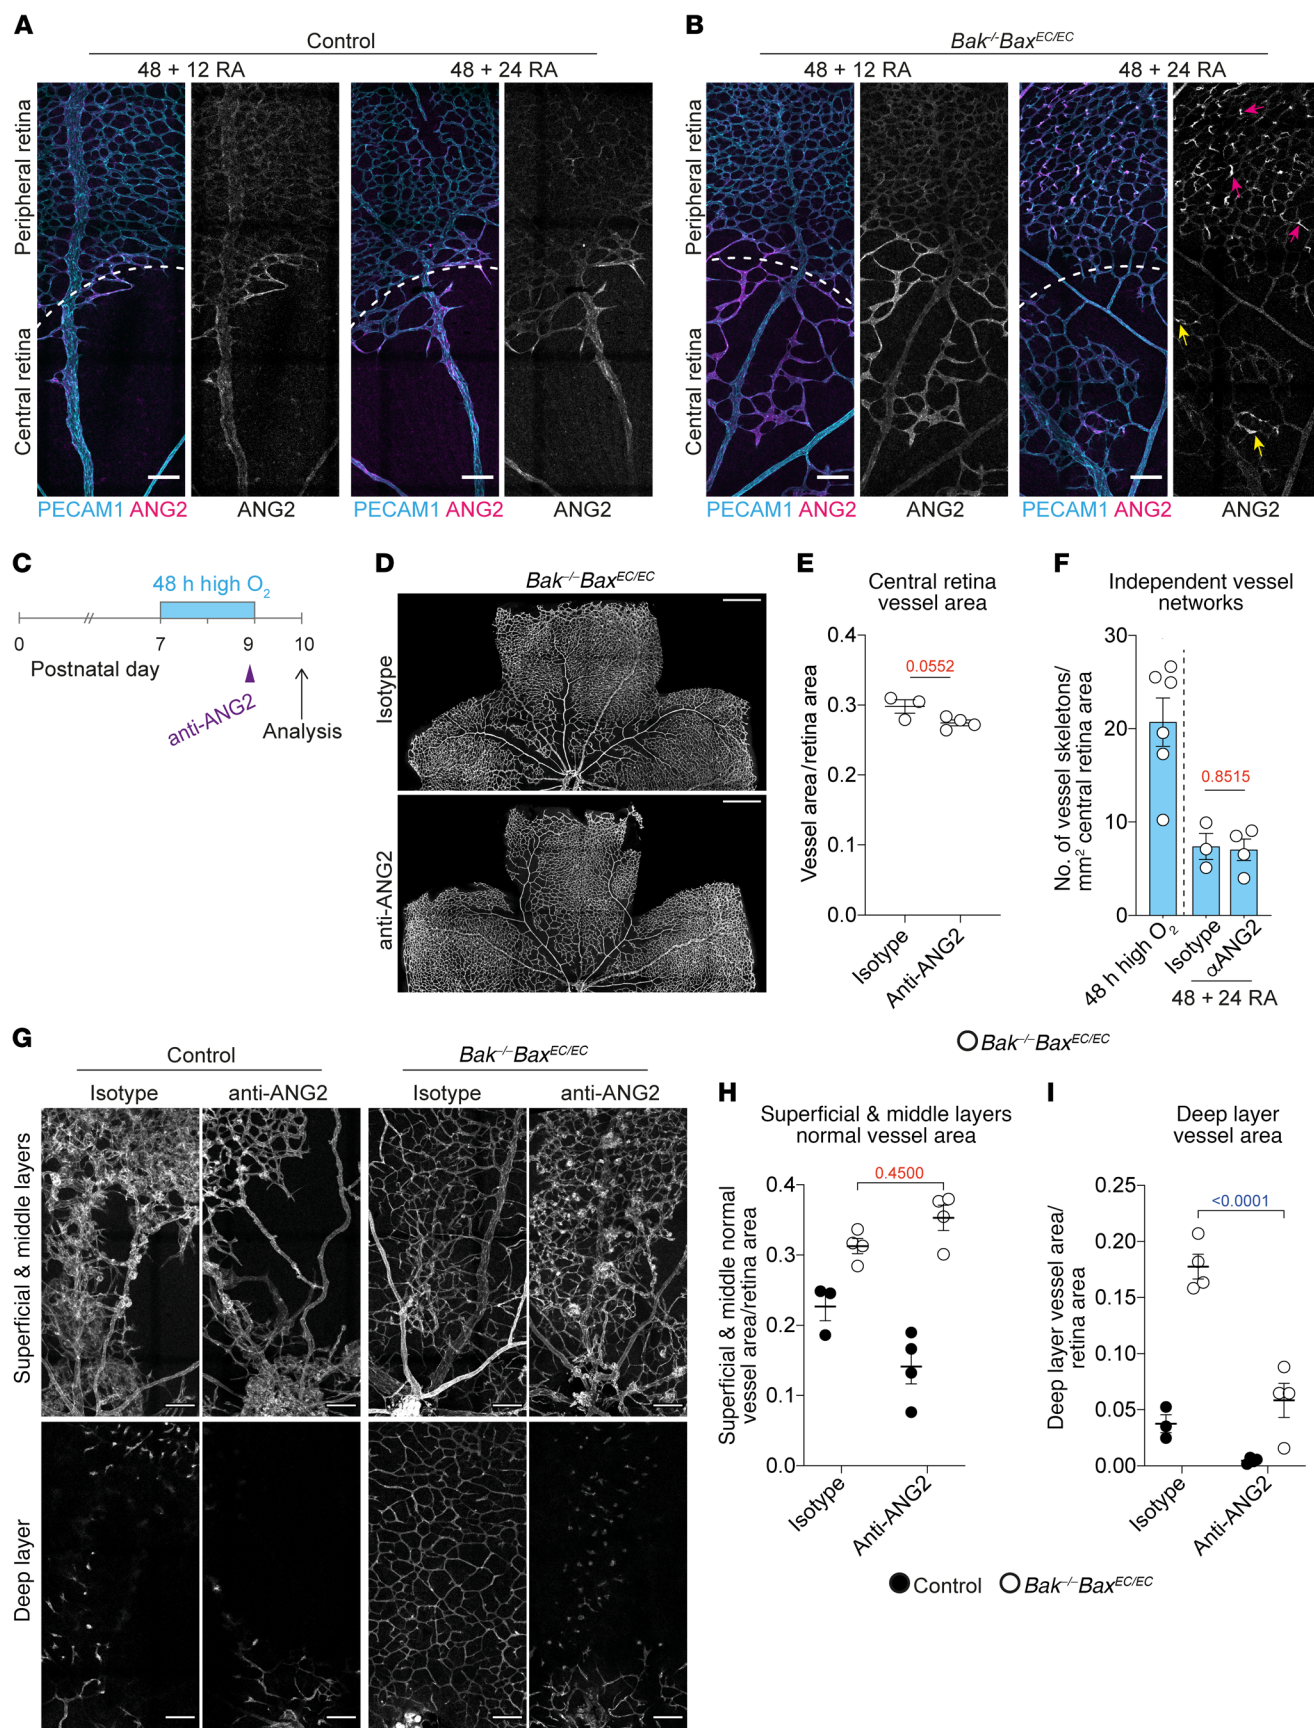 A
Control
48 + 12 RA
48 + 24 RA
Peripheral retina
Central retina
PECAM1 ANG2
ANG2
PECAM1 ANG2
ANG2
B
Bak-/-BaxEC/EC
48 + 12 RA
48 + 24 RA
Peripheral retina
Central retina
PECAM1 ANG2
ANG2
PECAM1 ANG2
ANG2
C
48 h high O2
0
7
9
10
Postnatal day
anti-ANG2
Analysis
D
Bak–/–BaxEC/EC
Isotype
anti-ANG2
E
Central retina
vessel area
Vessel area/retina area
0.4
0.3
0.2
0.1
0.0
0.0552
Isotype
Anti-ANG2
F
Independent vessel
networks
No. of vessel skeletons/
mm2 central retina area
30
20
10
0
0.8515
48 h high O2
Isotype
αANG2
48 + 24 RA
Bak–/–BaxEC/EC
G
Control
Bak–/–BaxEC/EC
Isotype
anti-ANG2
Isotype
anti-ANG2
Superficial & middle layers
Deep layer
H
Superficial & middle layers
normal vessel area
Superficial & middle normal
vessel area/retina area
0.4
0.3
0.2
0.1
0.0
0.4500
Isotype
Anti-ANG2
I
Deep layer
vessel area
Deep layer vessel area/
retina area
0.25
0.20
0.15
0.10
0.05
0.00
<0.0001
Isotype
Anti-ANG2
Control
Bak–/–BaxEC/EC